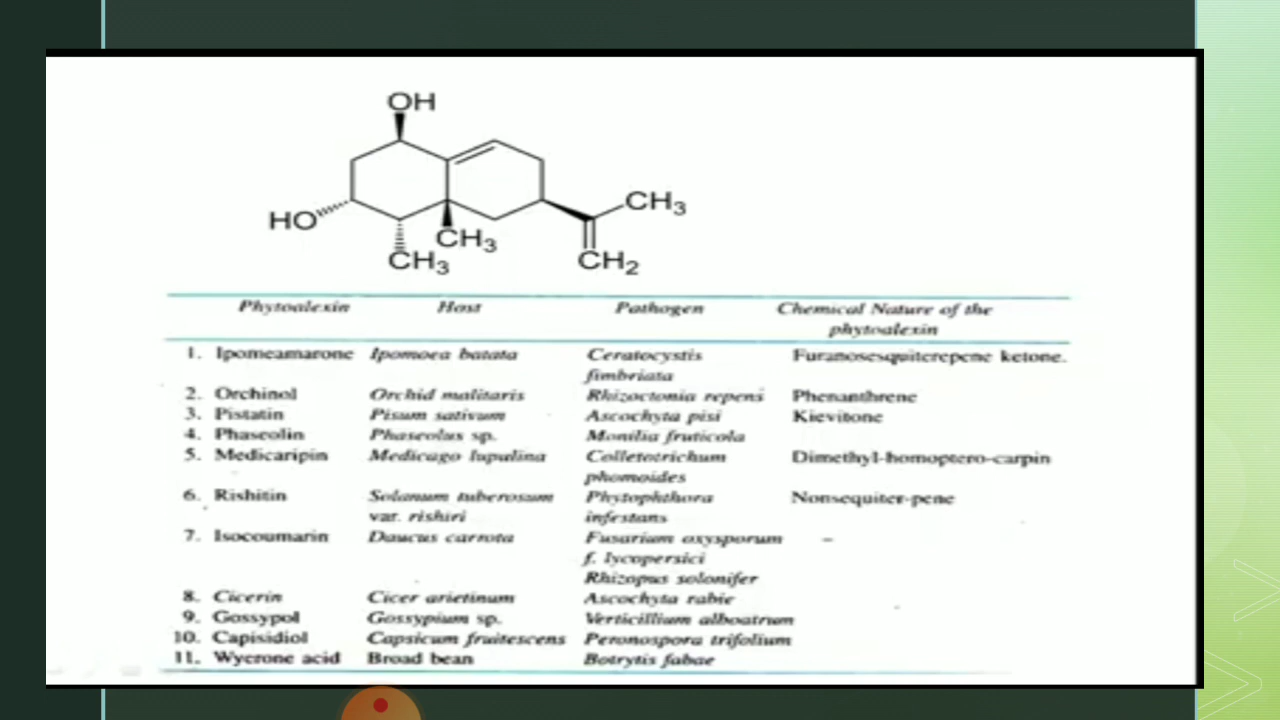 OH
HO
CH3
CH3
CH3
CH2
Phytoalexin Host Pathogen Chemical Nature of the
phytoalexin
1. Ipomeamarone Ipomoea batata Ceratocystis Furanosesquiterepene ketone.
fimbriata
2. Orchinol Orchid malitaris Rhizoctonia repens Phenanthrene
3. Pistatin Pisum sativum Ascochyta pisi Kievitone
4. Phaseolin Phaseolus sp. Monilia fruticola
5. Medicaripin Medicago lupulina Colletotrichum Dimethyl-homoptero-carpin
phomoides
6. Rishitin Solanum tuberosum Phytophthora Nonsequiter-pene
var. rishiri infestans
7. Isocoumarin Daucus carrota Fusarium oxysporum –
f. lycopersici
Rhizopus solonifer
8. Cicerin Cicer arietinum Ascochyta rabie
9. Gossypol Gossypium sp. Verticillium alboatrum
10. Capisidiol Capsicum fruitescens Peronospora trifolium
11. Wycrone acid Broad bean Botrytis fabae